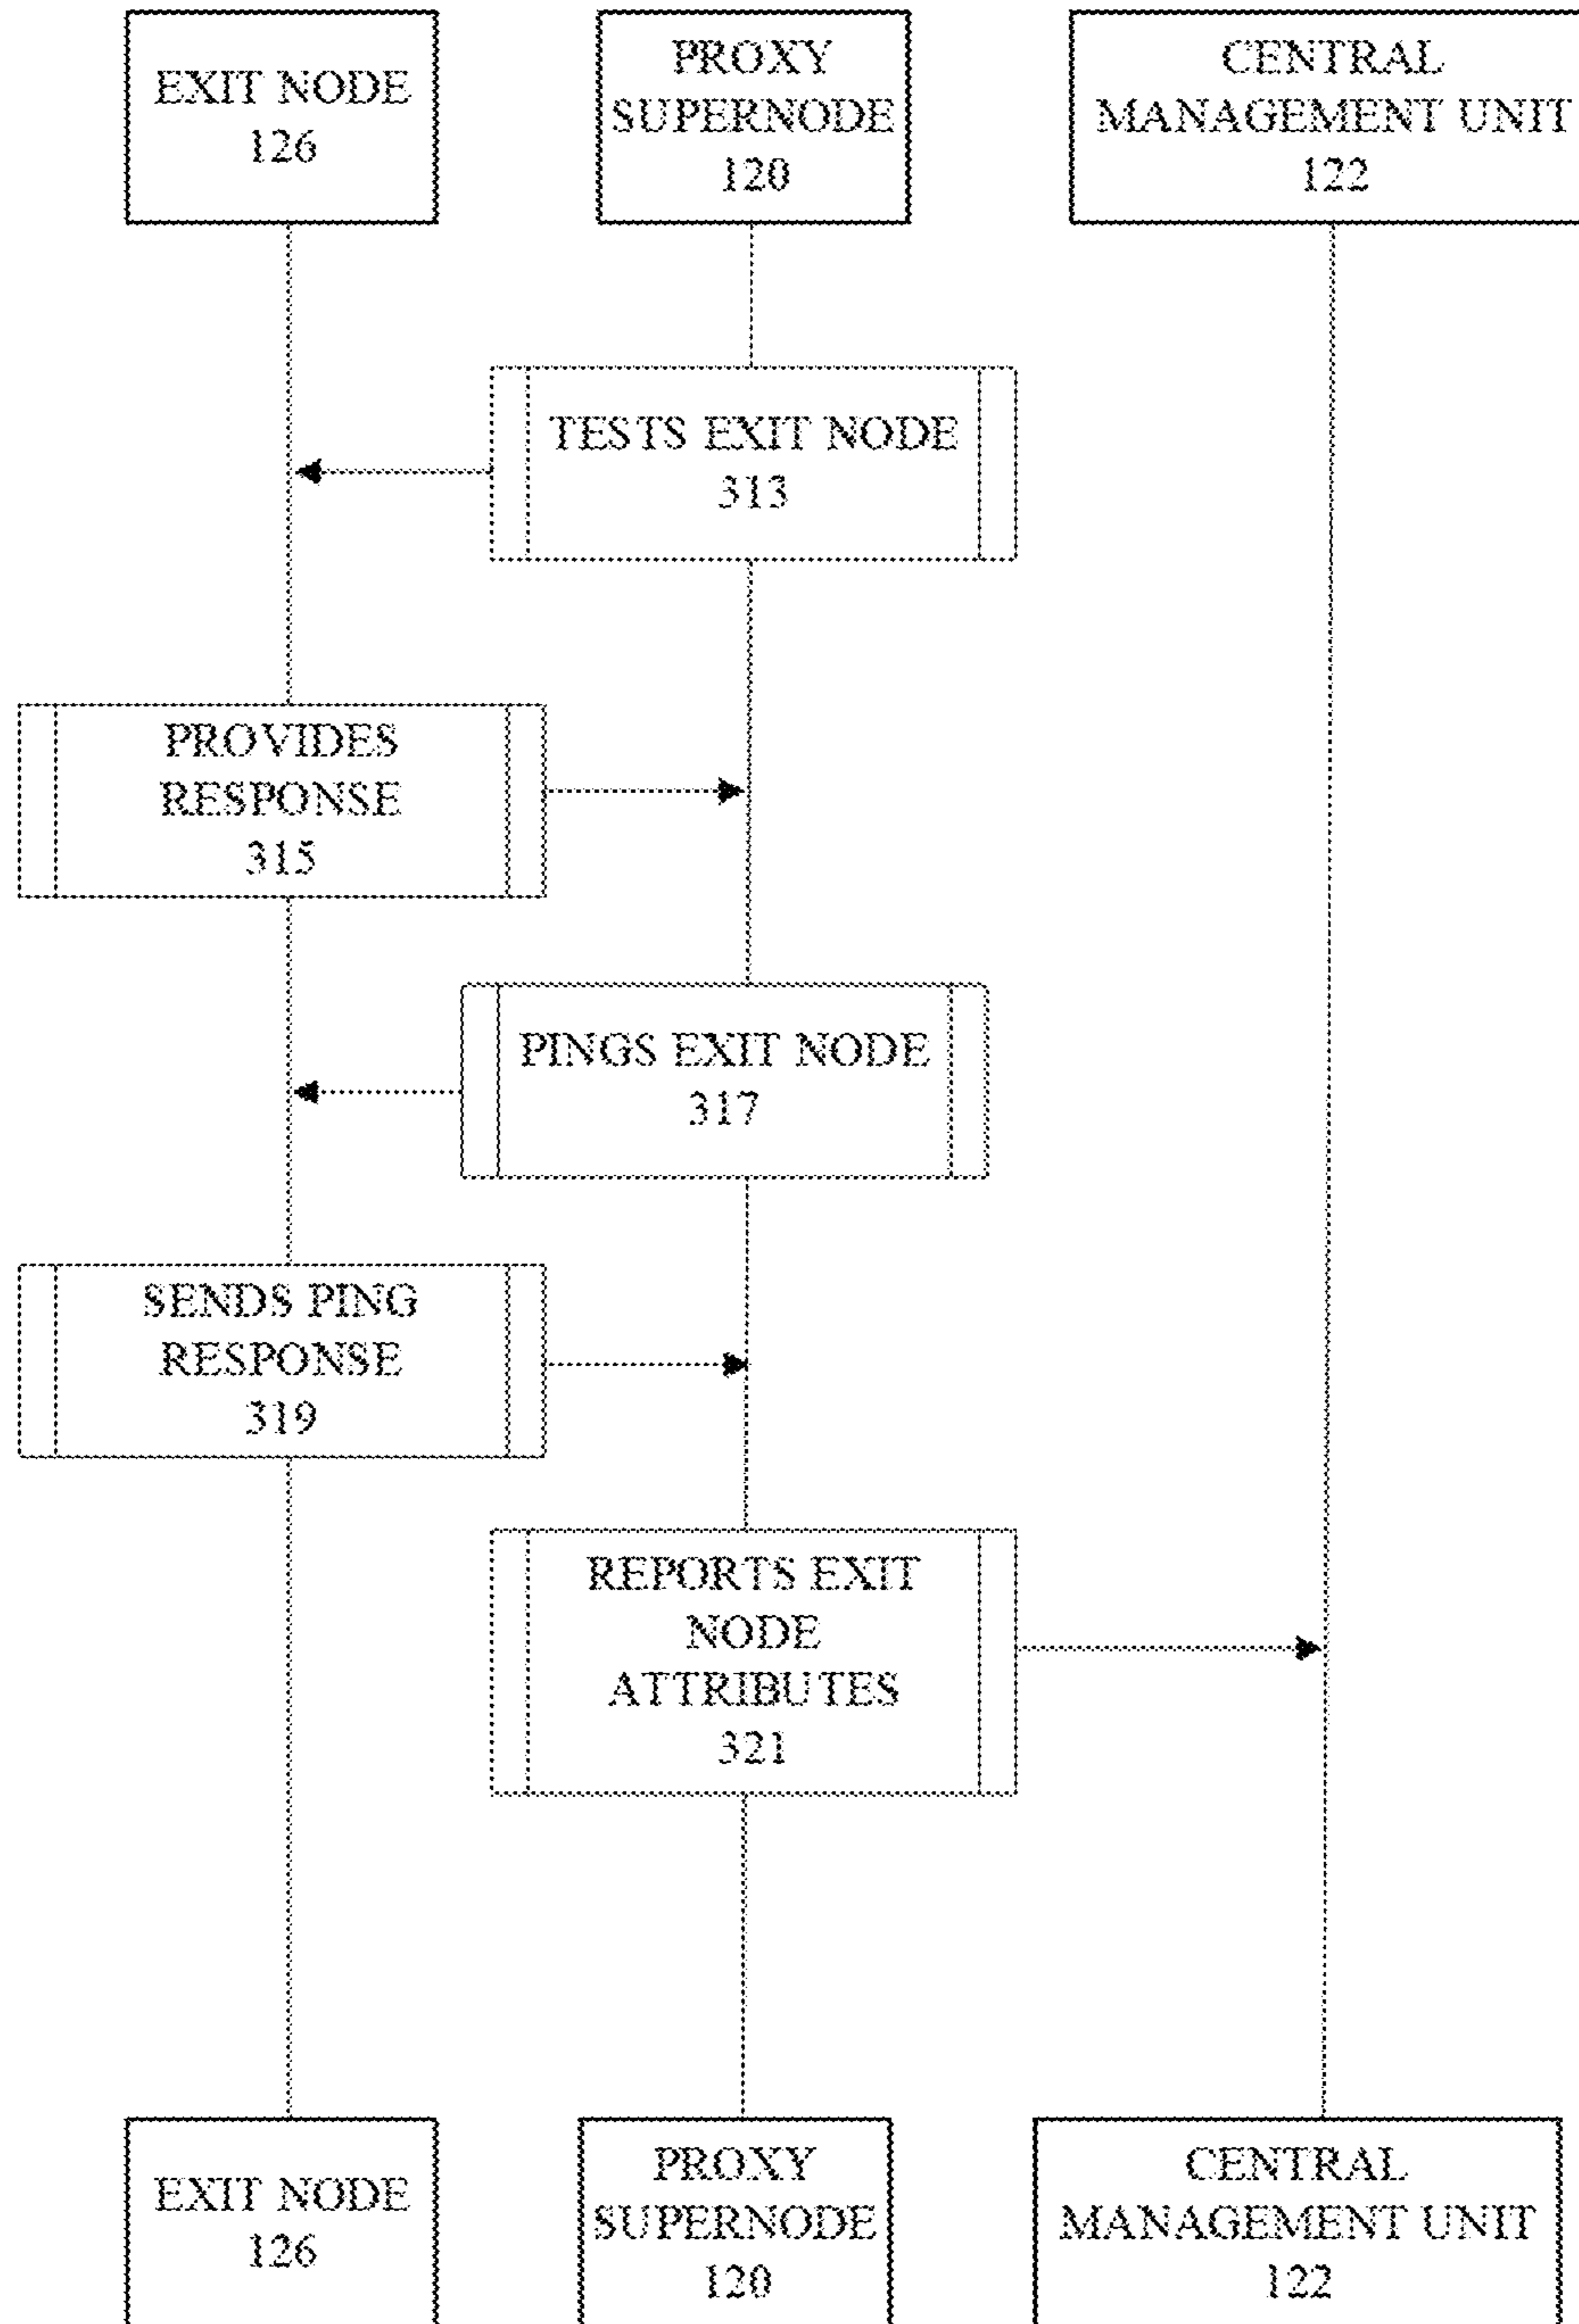 EXIT NODE
126
PROXY
SUPERNODE
120
CENTRAL
MANAGEMENT UNIT
122
TESTS EXIT NODE
313
PROVIDES
RESPONSE
315
PINGS EXIT NODE
317
SENDS PING
RESPONSE
319
REPORTS EXIT
NODE
ATTRIBUTES
321
EXIT NODE
126
PROXY
SUPERNODE
120
CENTRAL
MANAGEMENT UNIT
122